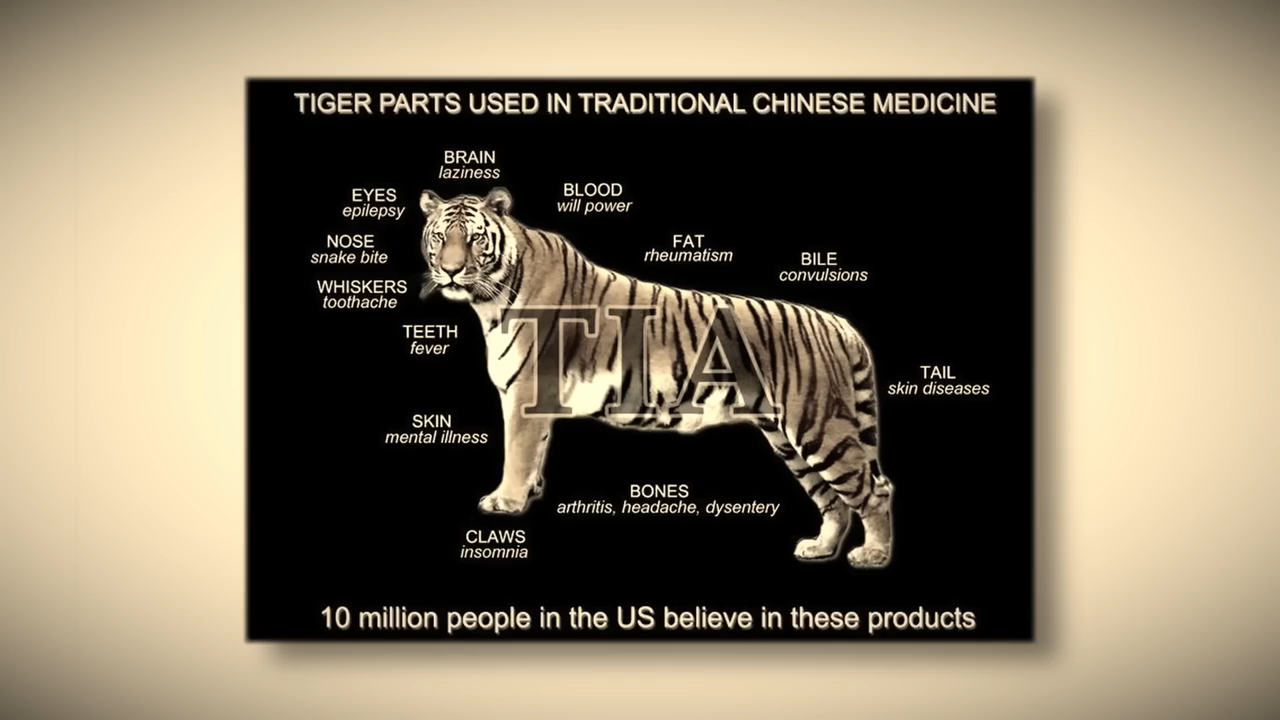 TIGER PARTS USED IN TRADITIONAL CHINESE MEDICINE
BRAIN
laziness
EYES
epilepsy
BLOOD
will power
NOSE
snake bite
FAT
rheumatism
BILE
convulsions
WHISKERS
toothache
TEETH
fever
TIA
TAIL
skin diseases
SKIN
mental illness
BONES
arthritis, headache, dysentery
CLAWS
insomnia
10 million people in the US believe in these products